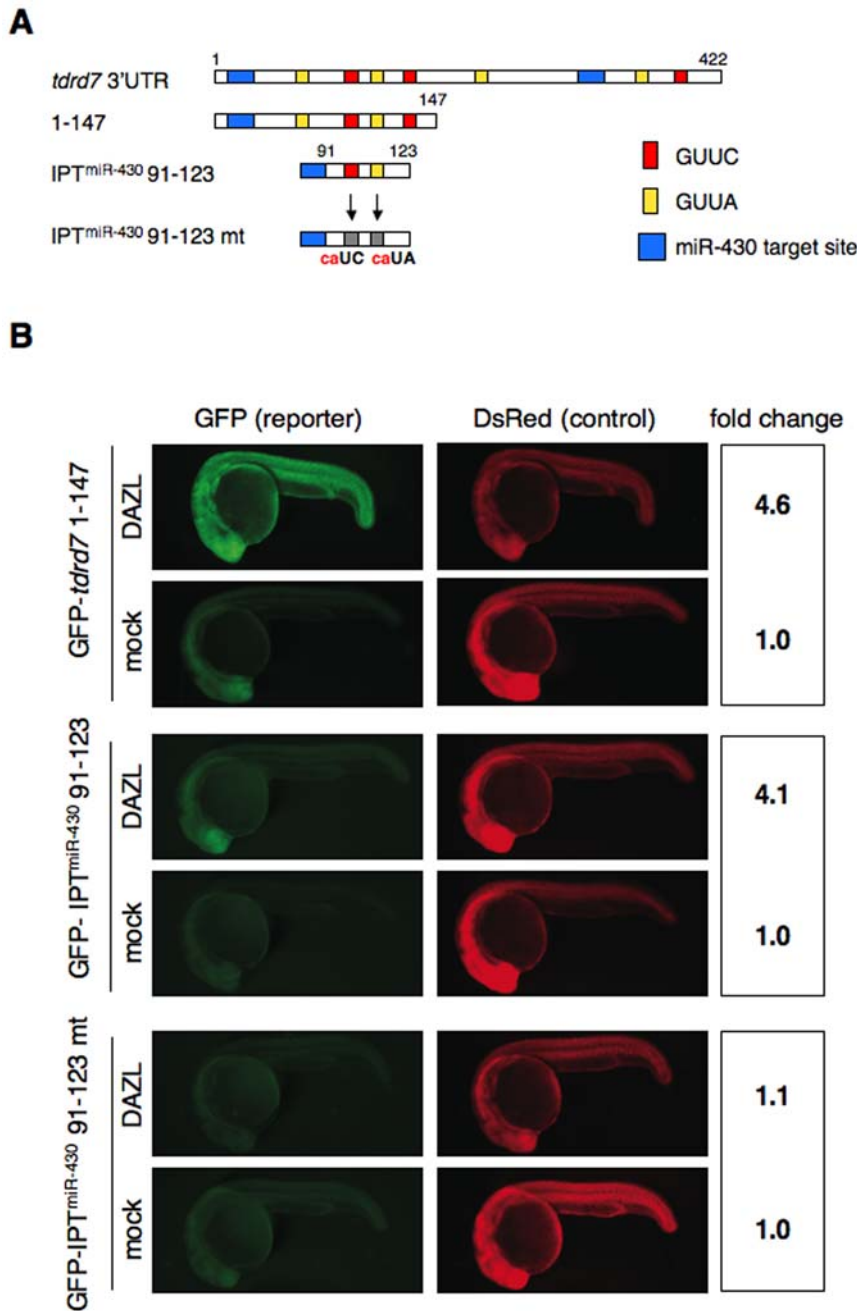 A
1
422
tdrd7 3'UTR
147
1-147
91
123
IPTmiR-430 91-123
IPTmiR-430 91-123 mt
caUC caUA
GUUC
GUUA
miR-430 target site
B
GFP (reporter)
DsRed (control)
fold change
GFP-tdrd7 1-147
DAZL
4.6
mock
1.0
GFP- IPTmiR-430 91-123
DAZL
4.1
mock
1.0
GFP-IPTmiR-430 91-123 mt
DAZL
1.1
mock
1.0